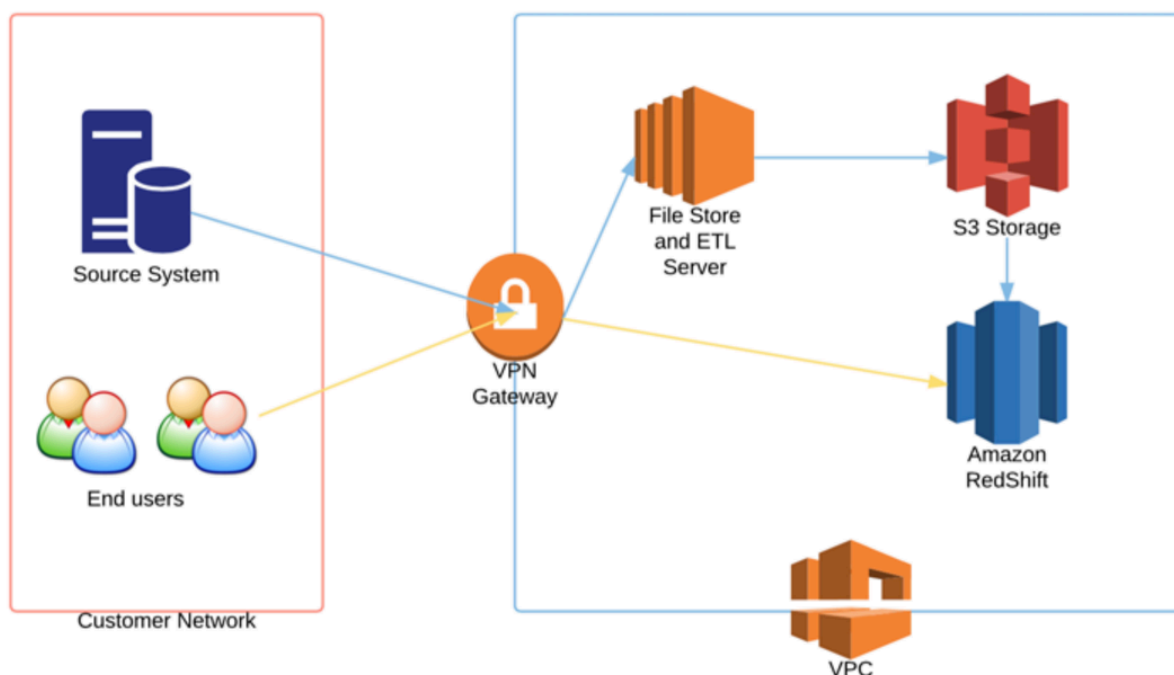 Source System
End users
Customer Network
VPN
Gateway
File Store
and ETL
Server
S3 Storage
Amazon
RedShift
VPC